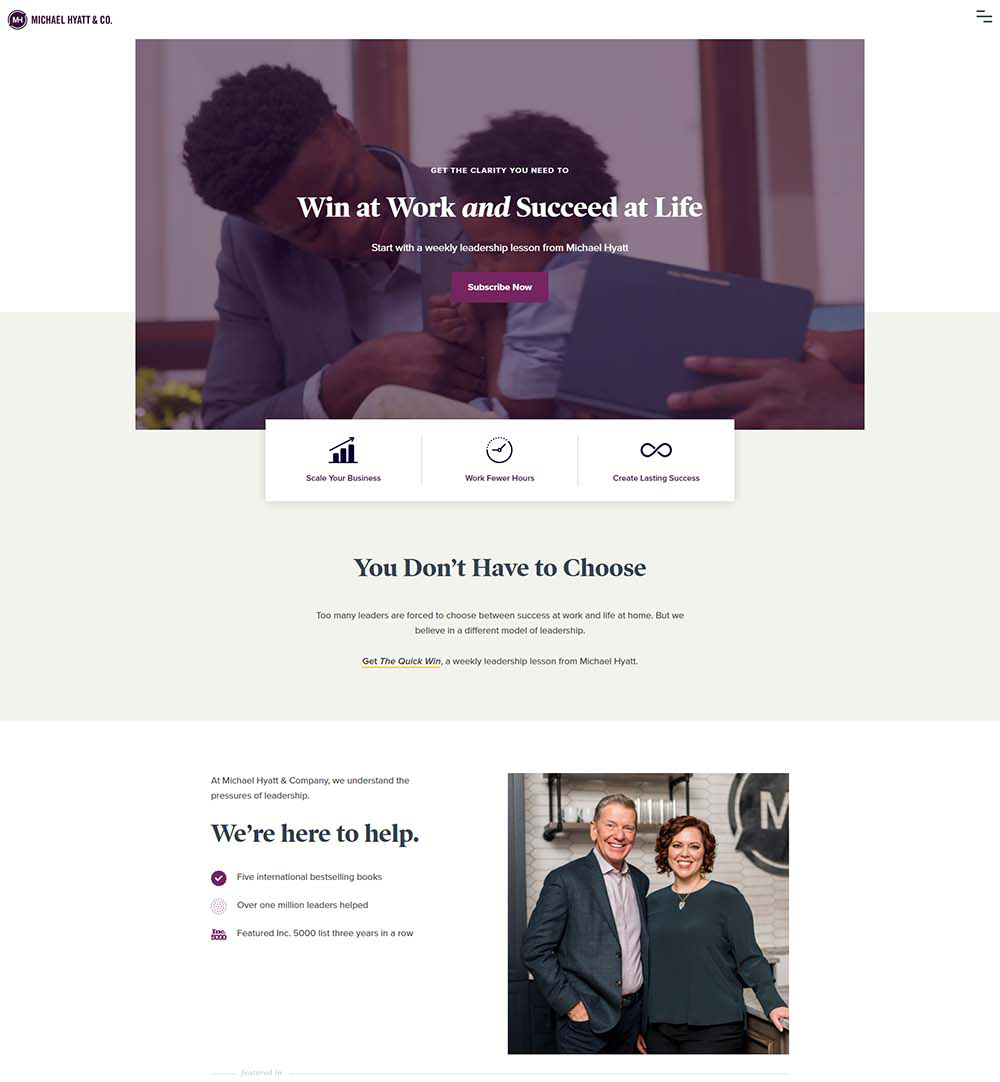 MH MICHAEL HYATT & CO.
GET THE CLARITY YOU NEED TO
Win at Work and Succeed at Life
Start with a weekly leadership lesson from Michael Hyatt
Subscribe Now
Scale Your Business
Work Fewer Hours
Create Lasting Success
You Don’t Have to Choose
Too many leaders are forced to choose between success at work and life at home. But we
believe in a different model of leadership.
Get The Quick Win, a weekly leadership lesson from Michael Hyatt.
At Michael Hyatt & Company, we understand the
pressures of leadership.
We’re here to help.
Five international bestselling books
Over one million leaders helped
Inc.
5000
Featured Inc. 5000 list three years in a row
M
featured in